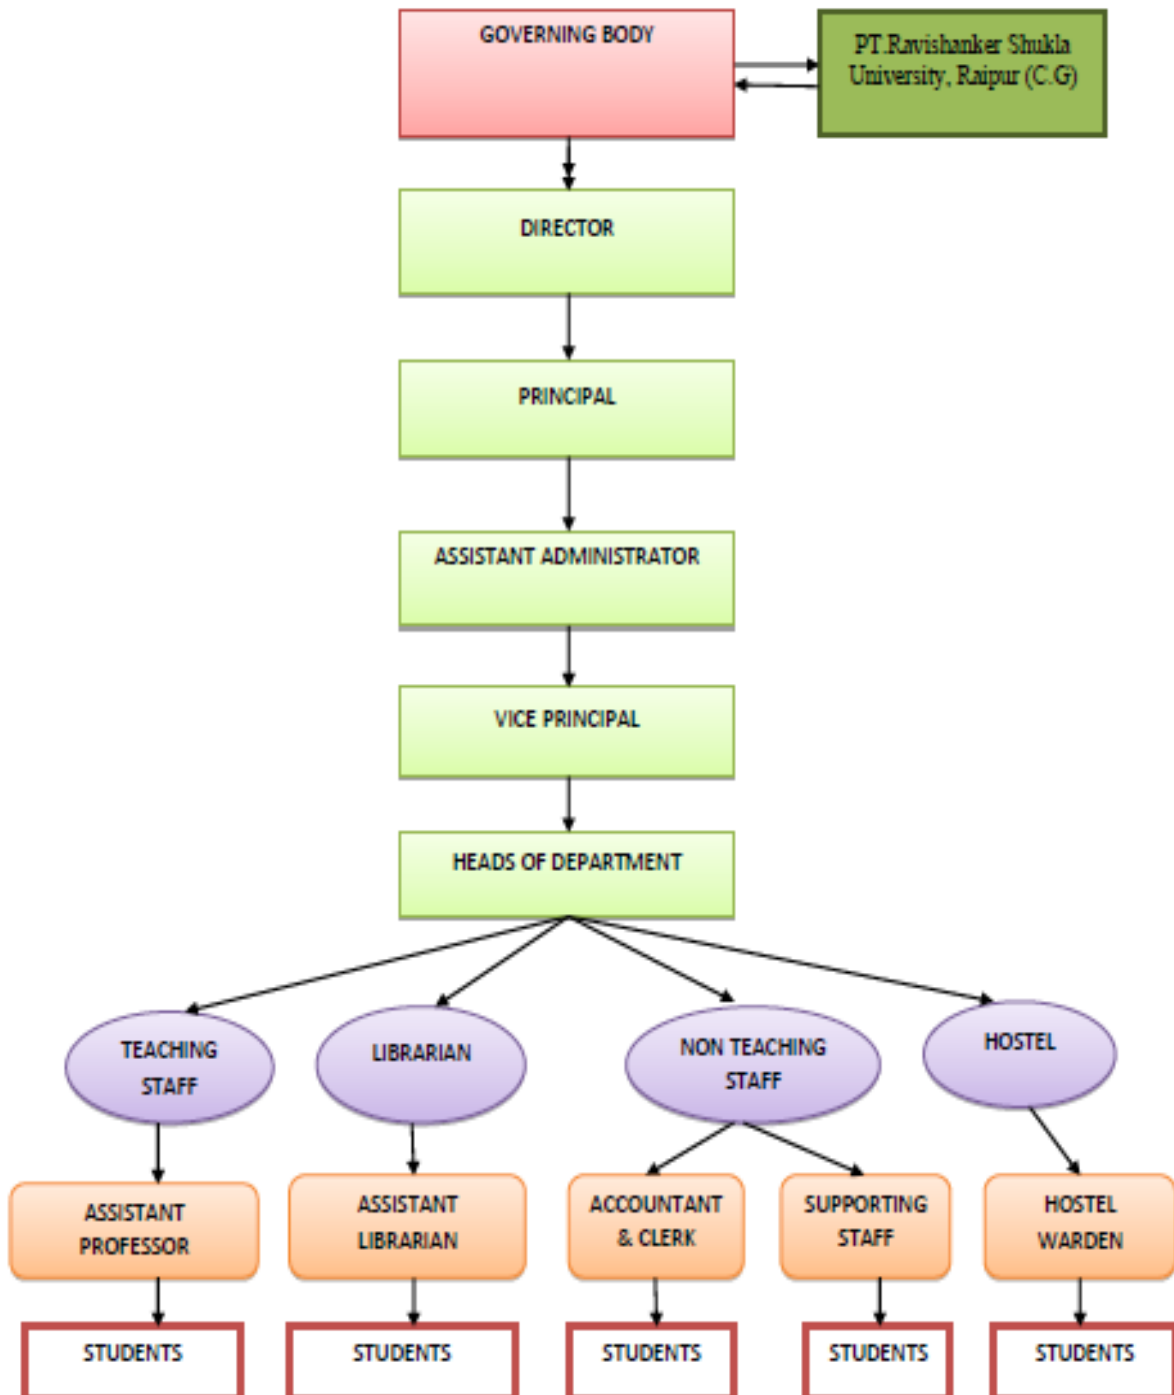 GOVERNING BODY
PT.Ravishanker Shukla
University, Raipur (C.G)
DIRECTOR
PRINCIPAL
ASSISTANT ADMINISTRATOR
VICE PRINCIPAL
HEADS OF DEPARTMENT
TEACHING
STAFF
LIBRARIAN
NON TEACHING
STAFF
HOSTEL
ASSISTANT
PROFESSOR
ASSISTANT
LIBRARIAN
ACCOUNTANT
& CLERK
SUPPORTING
STAFF
HOSTEL
WARDEN
STUDENTS
STUDENTS
STUDENTS
STUDENTS
STUDENTS